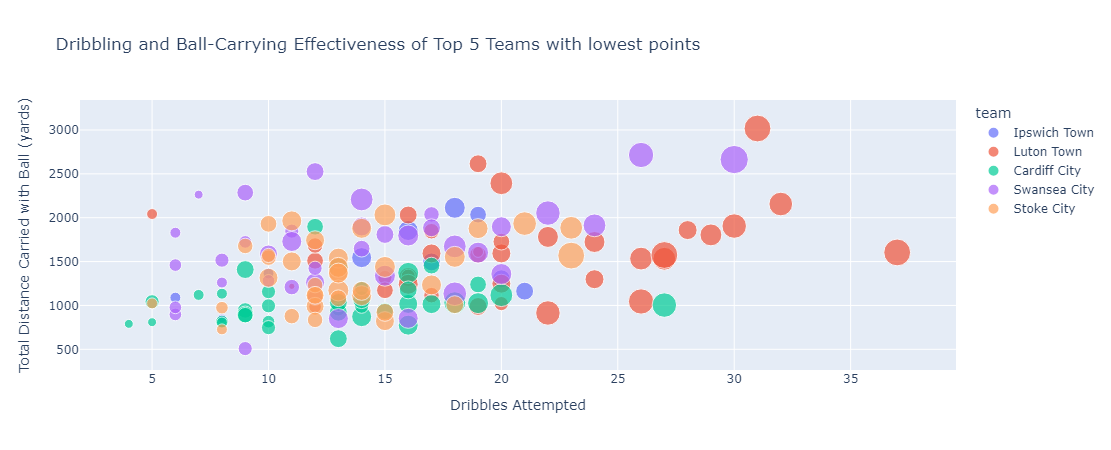 Dribbling and Ball-Carrying Effectiveness of Top 5 Teams with lowest points
Total Distance Carried with Ball (yards)
3000
2500
2000
1500
1000
500
5 10 15 20 25 30 35
Dribbles Attempted
team
Ipswich Town
Luton Town
Cardiff City
Swansea City
Stoke City